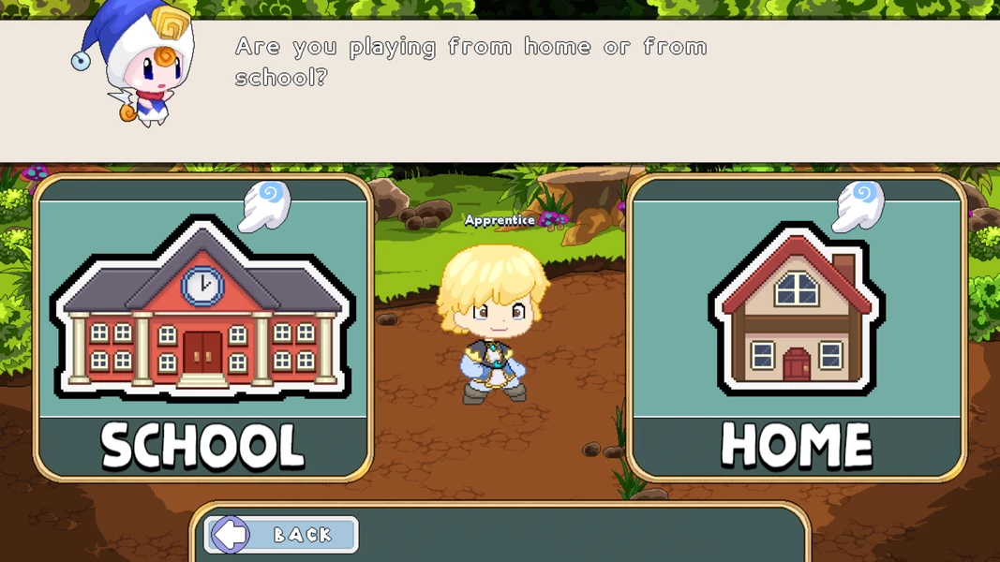 Are you playing from home or from
school?
Apprentice
SCHOOL
HOME
BACK